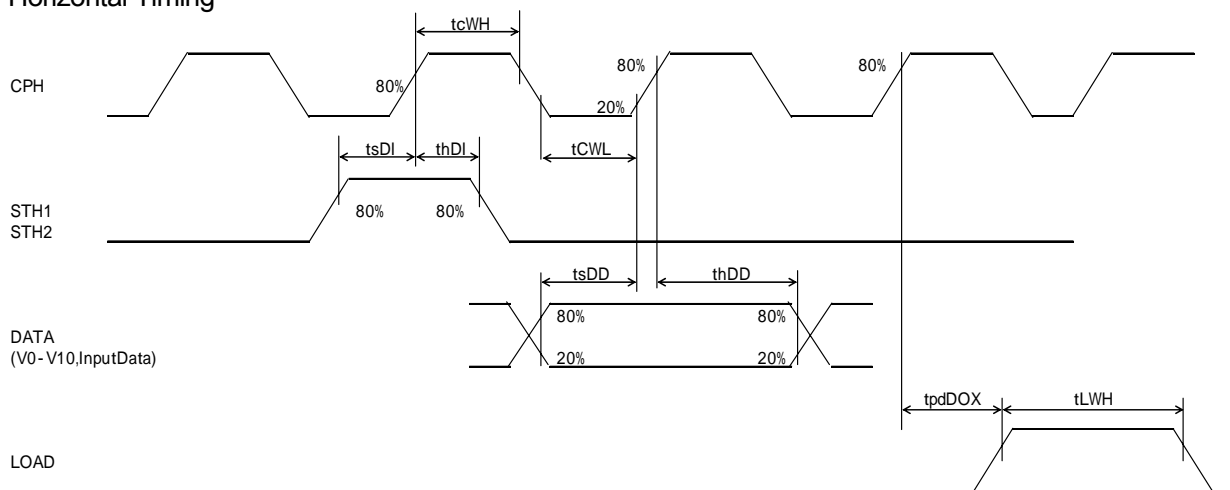 Horizontal Timing
tcWH
80%
80%
80%
CPH
20%
tsDI
thDI
tCWL
STH1
80%
80%
STH2
tsDD
thDD
80%
80%
DATA
(V0-V10,InputData)
20%
20%
tpdDOX
tLWH
LOAD